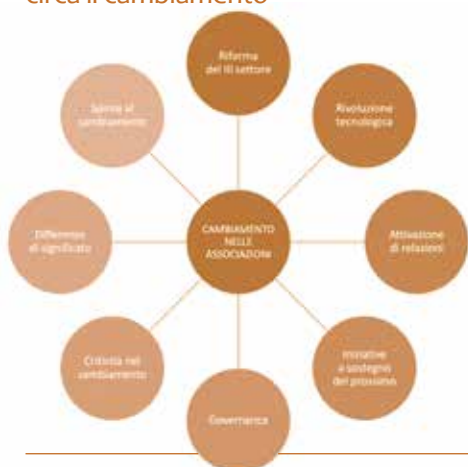 circa il cambiamento
Riforma
del III settore
Rivoluzione
tecnologica
Attivazione
di relazioni
Iniziative
a sostegno
del prossimo
Governance
Criticità nel
cambiamento
Differenze
di significato
Spinte al
cambiamento
CAMBIAMENTO
NELLE
ASSOCIAZIONI